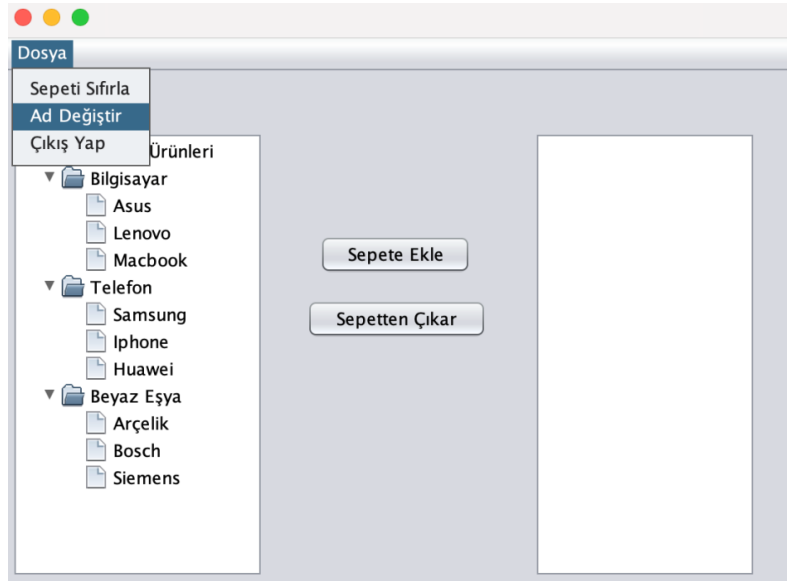 Dosya
Sepeti Sıfırla
Ad Değiştir
Çıkış Yap
Ürünleri
Bilgisayar
Asus
Lenovo
Macbook
Telefon
Samsung
Iphone
Huawei
Beyaz Eşya
Arçelik
Bosch
Siemens
Sepete Ekle
Sepetten Çıkar